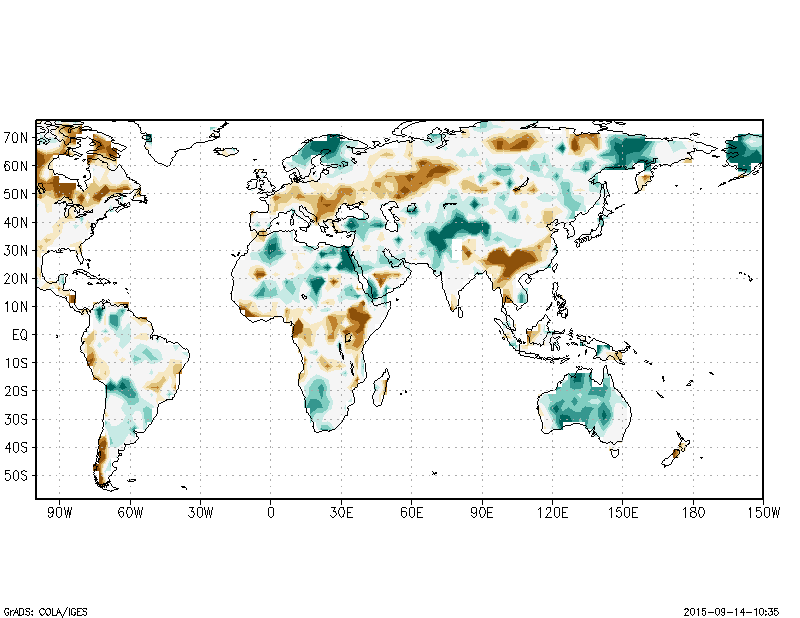 70N
60N
50N
40N
30N
20N
10N
EQ
10S
20S
30S
40S
50S
90W 60W 30W 0 30E 60E 90E 120E 150E 180 150W
GrADS: COLA/IGES 2015-09-14-10:35